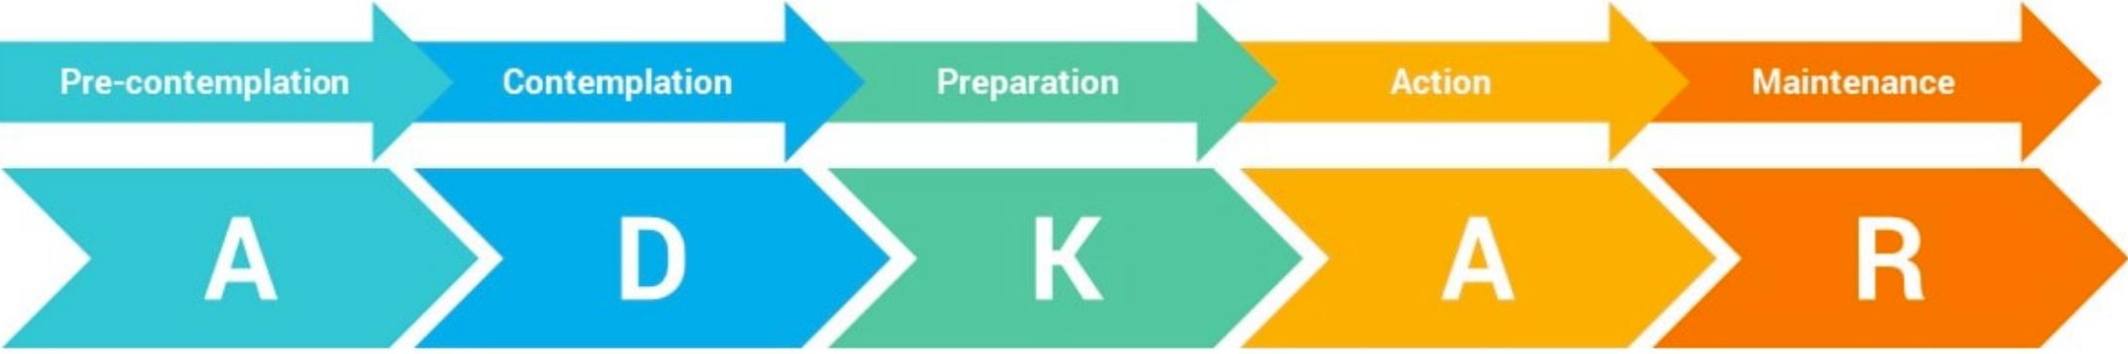 Pre-contemplation Contemplation Preparation Action Maintenance
A D K A R